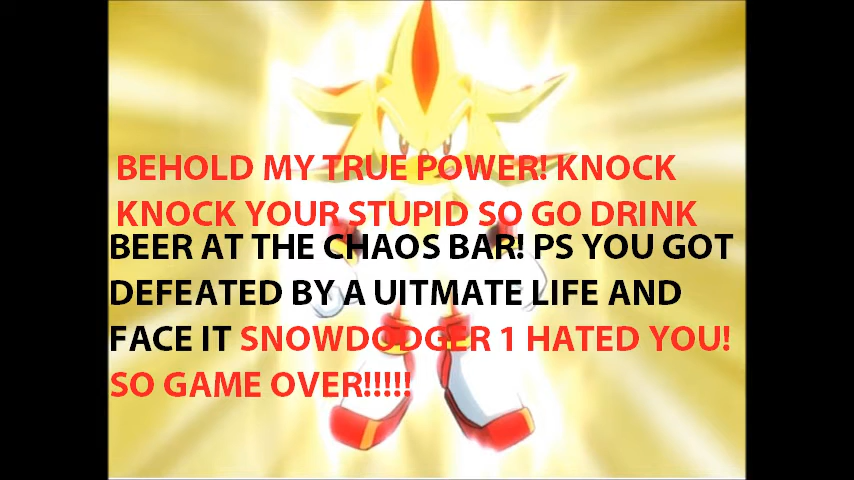 BEHOLD MY TRUE POWER! KNOCK
KNOCK YOUR STUPID SO GO DRINK
BEER AT THE CHAOS BAR! PS YOU GOT
DEFEATED BY A UITMATE LIFE AND
FACE IT SNOWDODGER 1 HATED YOU!
SO GAME OVER!!!!!